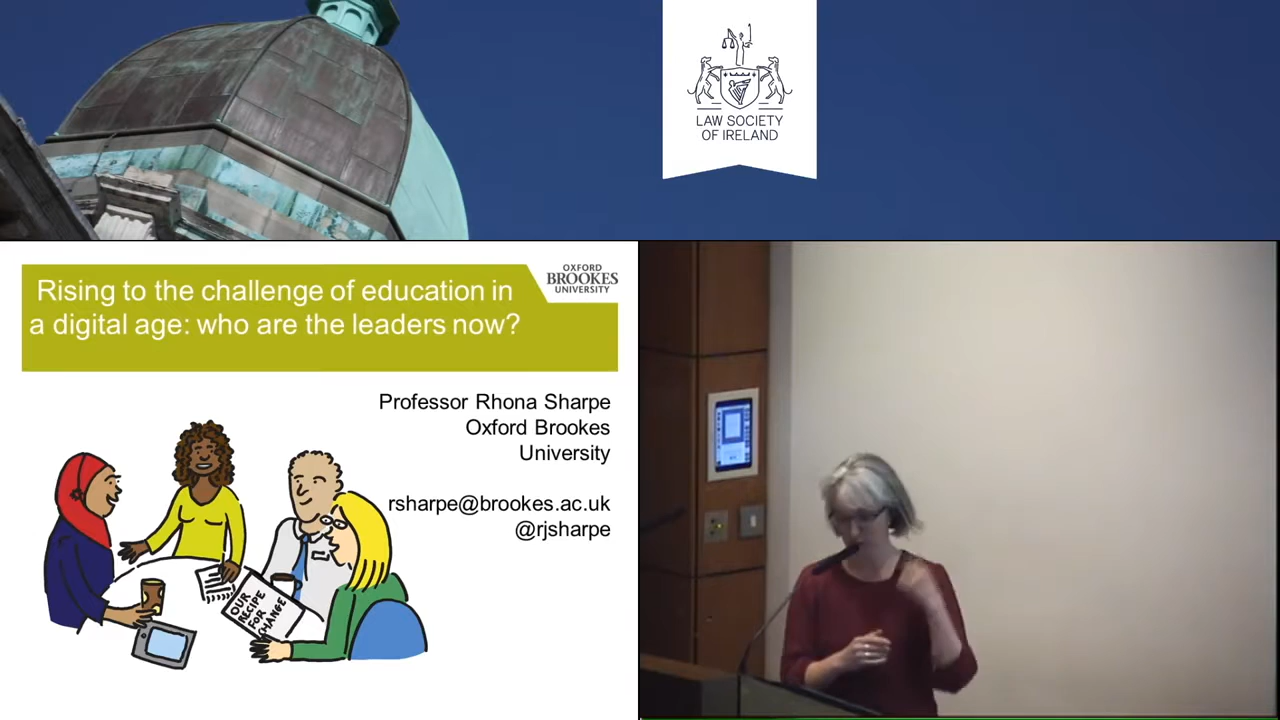 LAW SOCIETY
OF IRELAND
Rising to the challenge of education in
a digital age: who are the leaders now?
OXFORD
BROOKES
UNIVERSITY
Professor Rhona Sharpe
Oxford Brookes
University
rsharpe@brookes.ac.uk
@rjsharpe
OUR
RECIPE
FOR
CHANGE